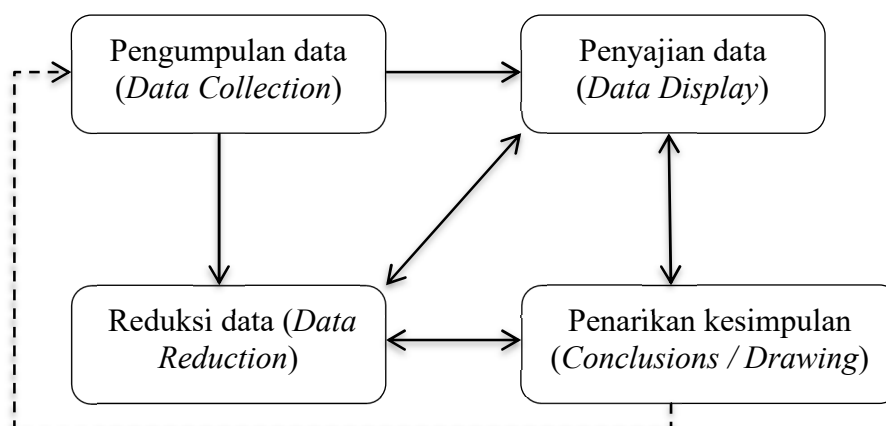 Pengumpulan data
(Data Collection)
Penyajian data
(Data Display)
Reduksi data (Data
Reduction)
Penarikan kesimpulan
(Conclusions / Drawing)